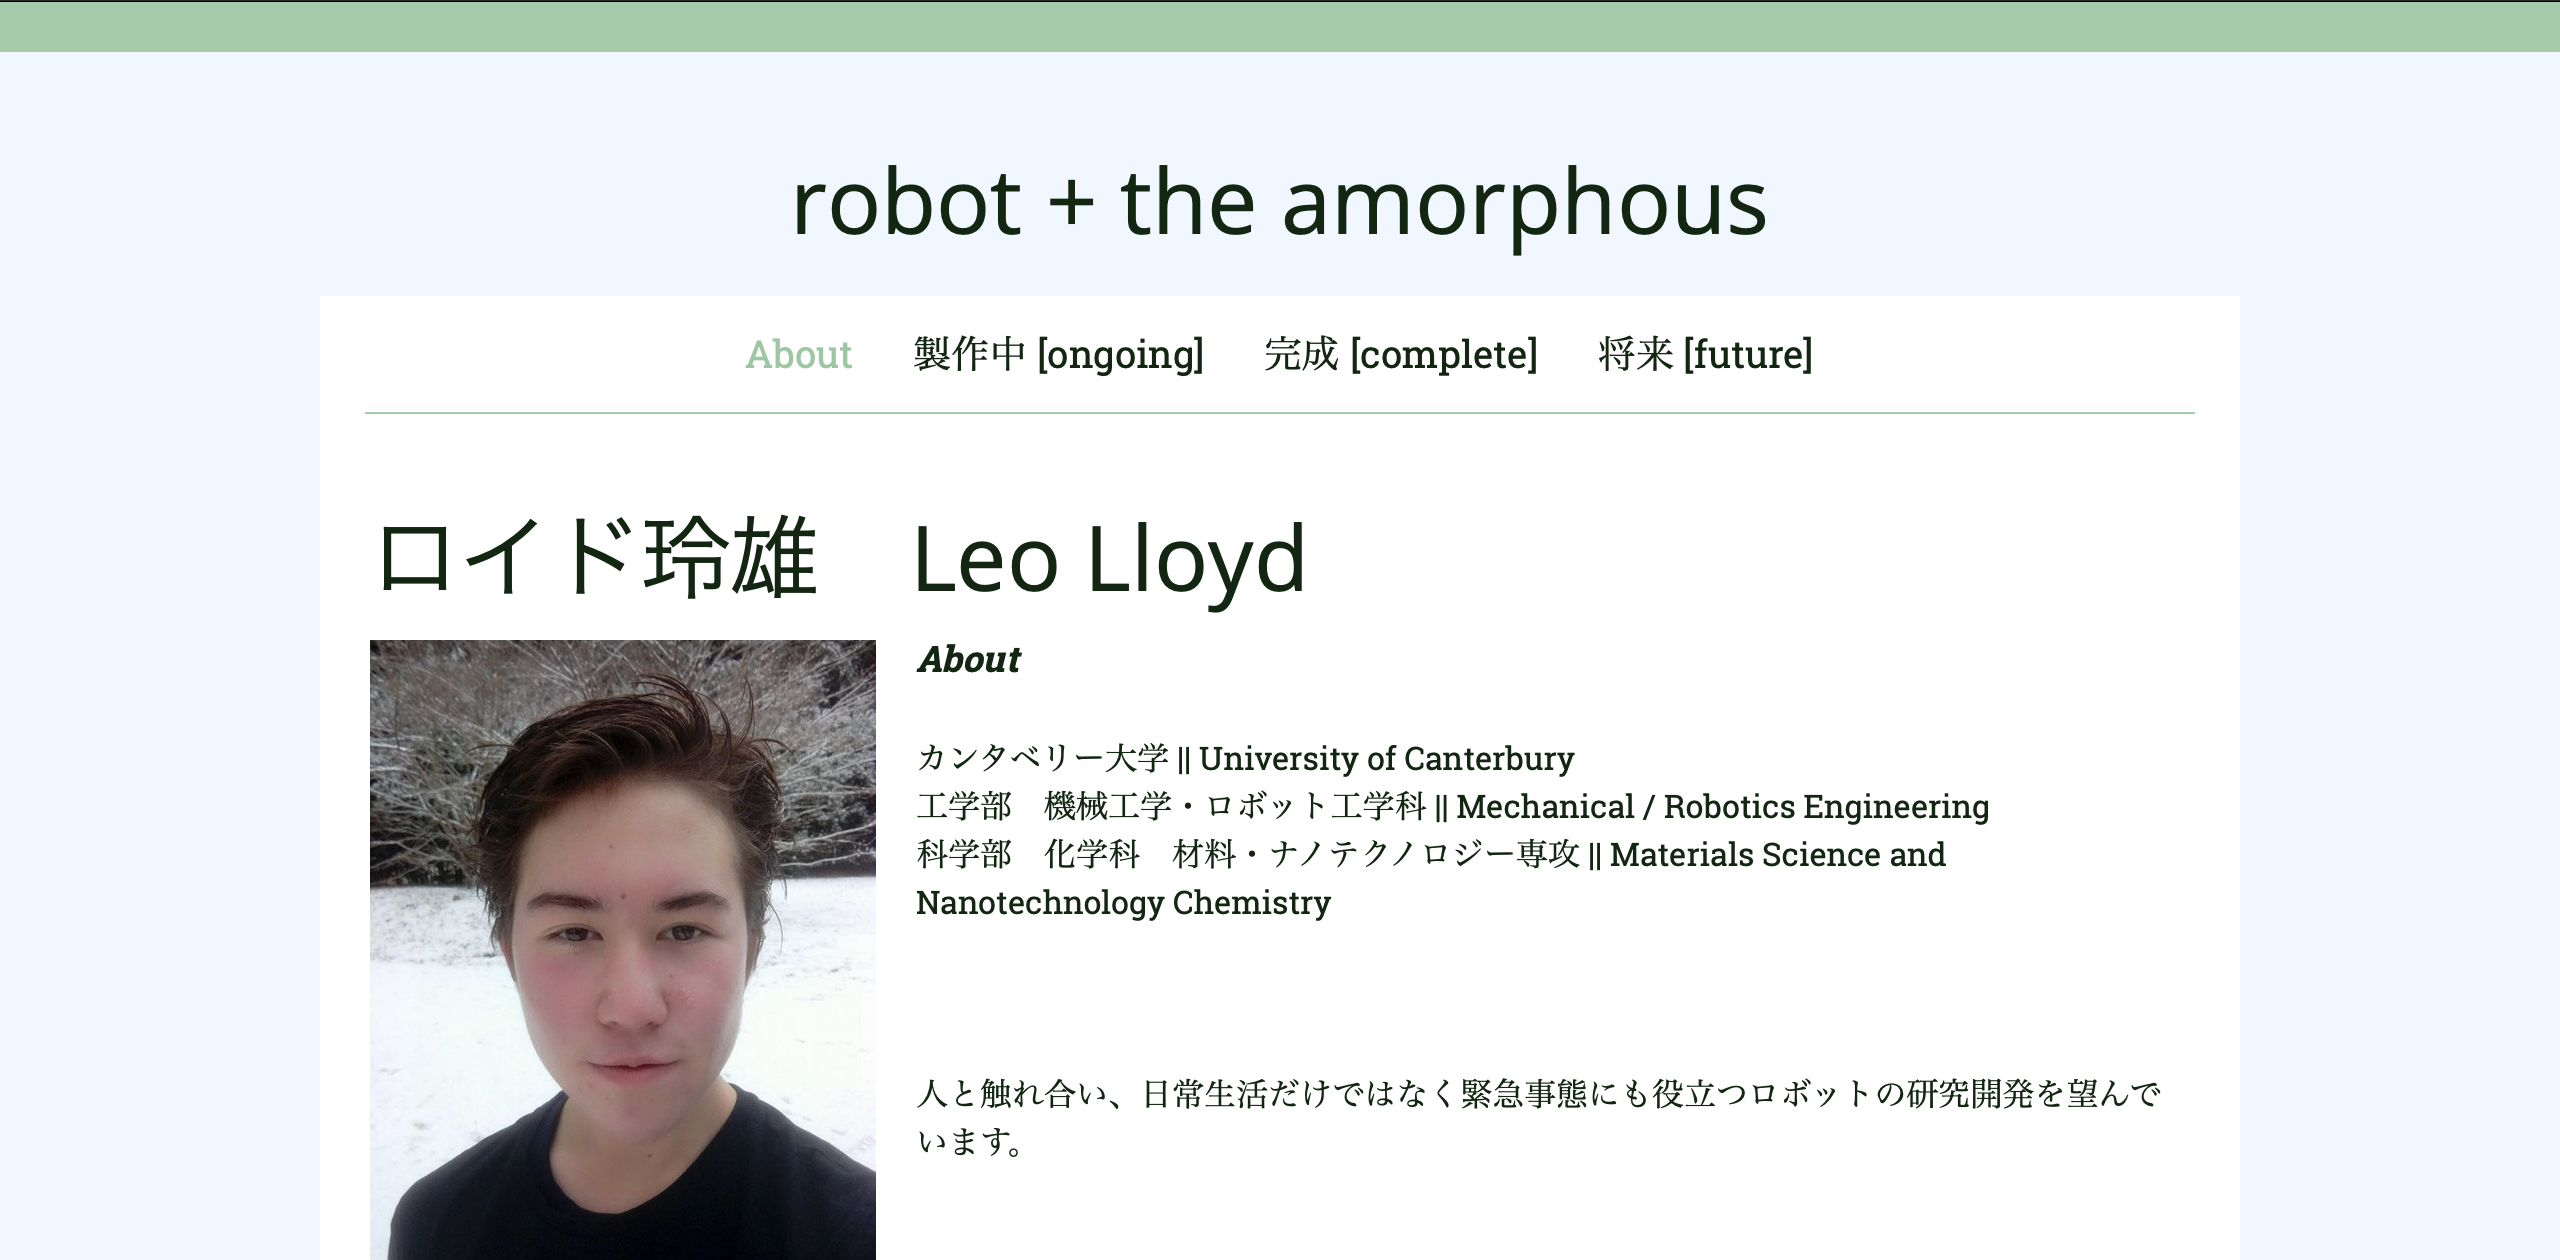 robot + the amorphous
About 製作中 [ongoing] 完成 [complete] 将来 [future]
ロイド玲雄 Leo Lloyd
About
カンタベリー大学 || University of Canterbury
工学部　機械工学・ロボット工学科 || Mechanical / Robotics Engineering
科学部　化学科　材料・ナノテクノロジー専攻 || Materials Science and
Nanotechnology Chemistry
人と触れ合い、日常生活だけではなく緊急事態にも役立つロボットの研究開発を望んで
います。